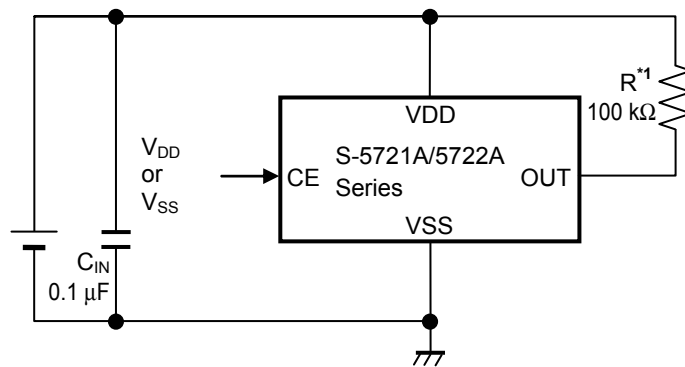 R*1
100 kΩ
VDD
S-5721A/5722A
Series
CE
OUT
VSS
VDD
or
VSS
CIN
0.1 μF